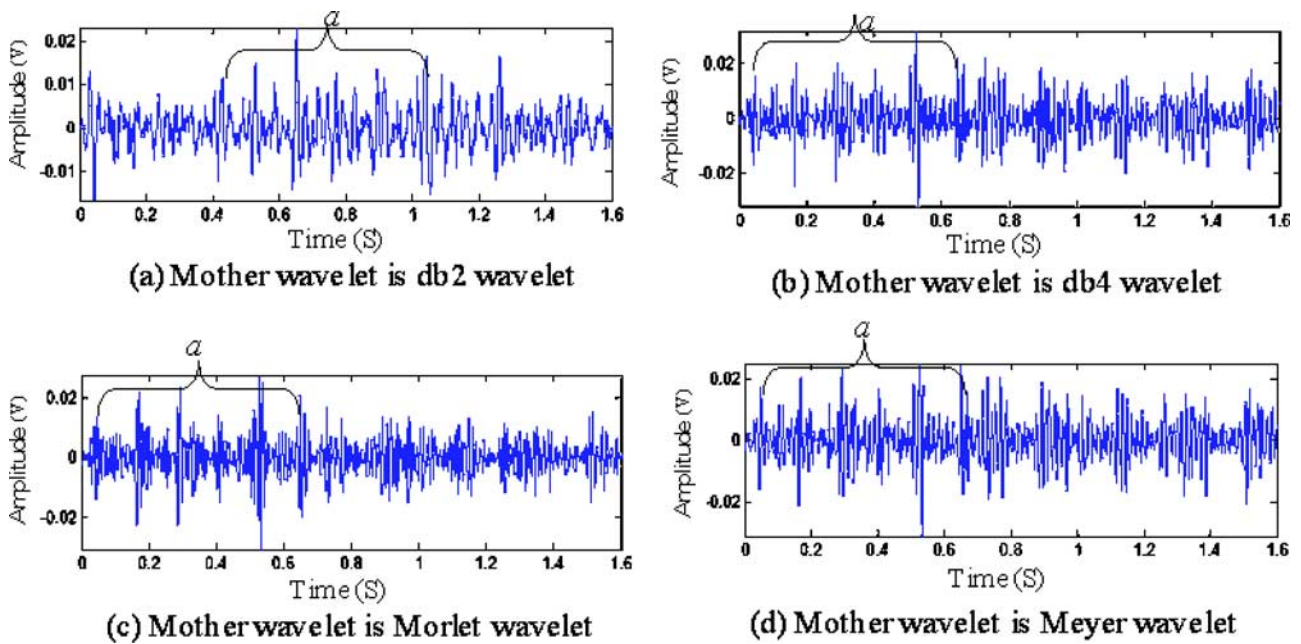 a
0.02
0.01
0
-0.01
Amplitude (V)
0 0.2 0.4 0.6 0.8 1 1.2 1.4 1.6
Time (S)
(a) Mother wavelet is db2 wavelet
a
0.02
0
-0.02
Amplitude (V)
0 0.2 0.4 0.6 0.8 1 1.2 1.4 1.6
Time (S)
(b) Mother wavelet is db4 wavelet
a
0.02
0
-0.02
Amplitude (V)
0 0.2 0.4 0.6 0.8 1 1.2 1.4 1.6
Time (S)
(c) Mother wavelet is Morlet wavelet
a
0.02
0
-0.02
Amplitude (V)
0 0.2 0.4 0.6 0.8 1 1.2 1.4 1.6
Time (S)
(d) Mother wavelet is Meyer wavelet